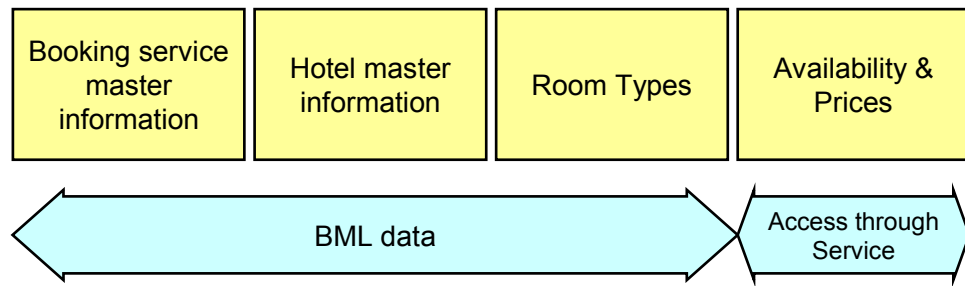 Booking service
master
information
Hotel master
information
Room Types
Availability &
Prices
BML data
Access through
Service